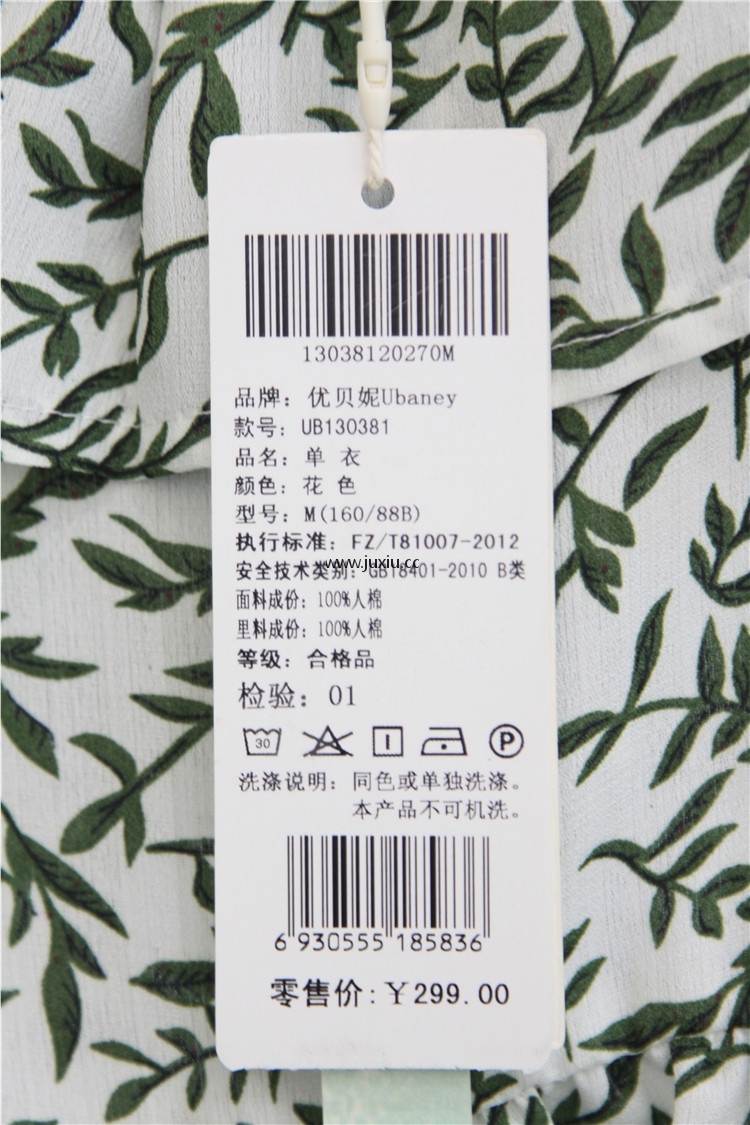 13038120270M
品牌: 优贝妮Ubaney
款号: UB130381
品名: 单 衣
颜色: 花 色
型号: M(160/88B)
执行标准: FZ/T81007-2012
www.juxiu.cc
安全技术类别: GB18401-2010 B类
面料成份: 100%人棉
里料成份: 100%人棉
等级: 合格品
检验: 01
30 P
洗涤说明: 同色或单独洗涤。
本产品不可机洗。
6 930555 185836
零售价:￥299.00